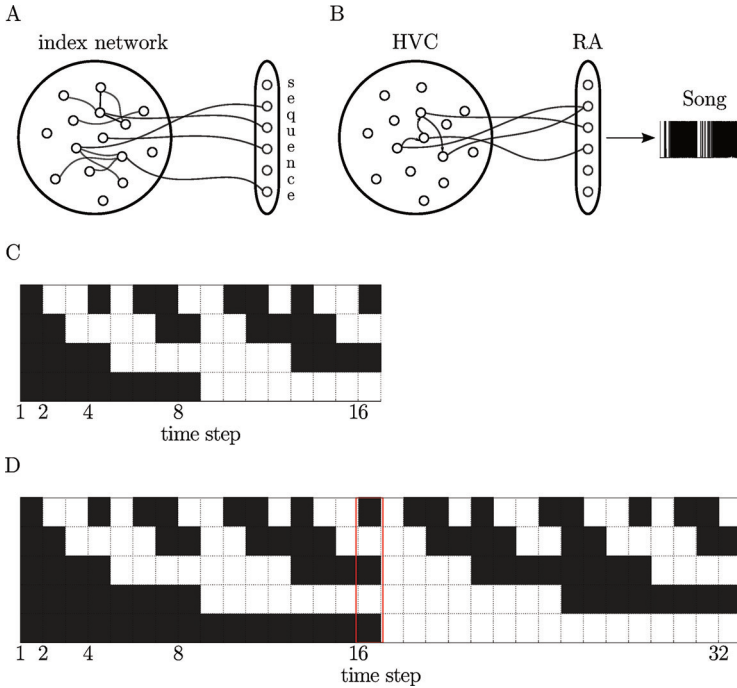 A
B
index network
HVC
RA
s
e
q
u
e
n
c
e
Song
C
1 2 4 8 16
time step
D
1 2 4 8 16 32
time step